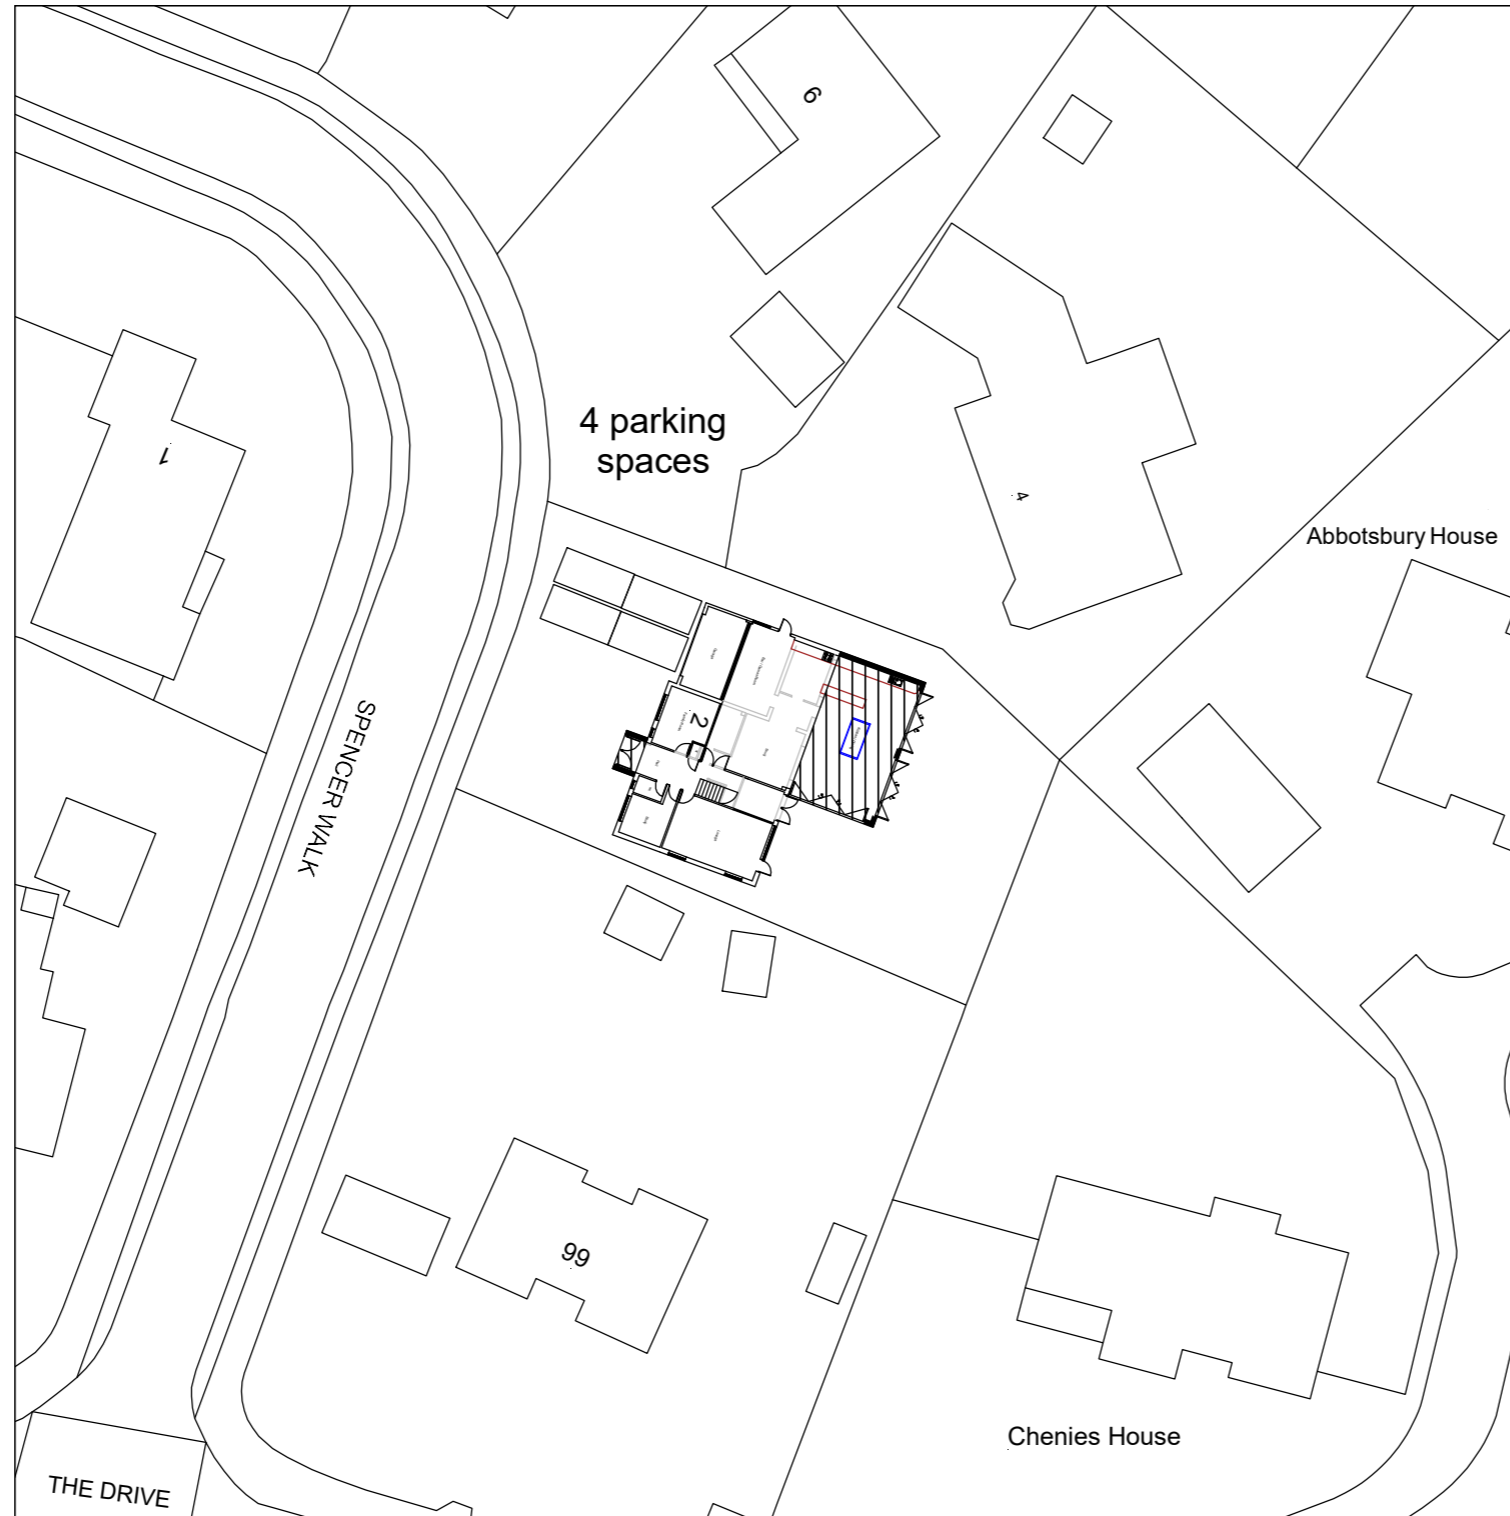 6
4 parking
spaces
1
4
Abbotsbury House
2
SPENCER WALK
99
Chenies House
THE DRIVE